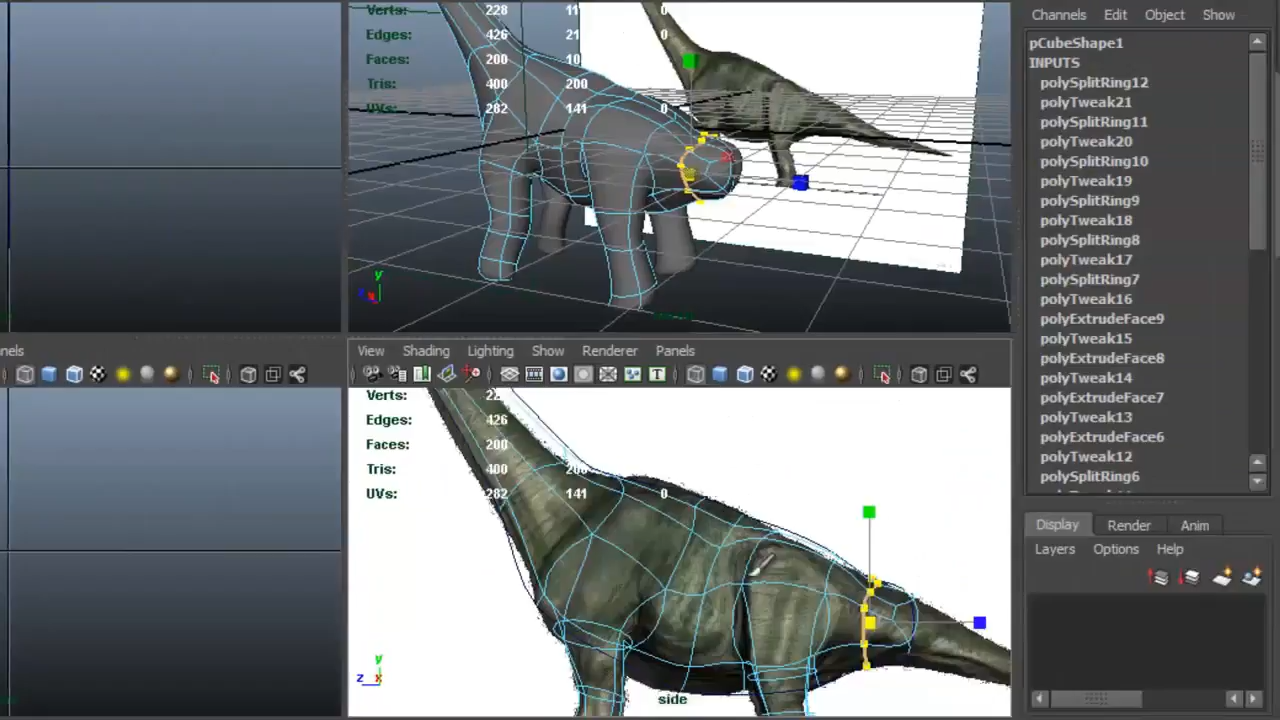 Verts: 228 0
Edges: 426 0
Faces: 200
Tris: 400 200
UVs: 282 141 0
nels
View Shading Lighting Show Renderer Panels
Verts:
Edges: 426
Faces: 200
Tris: 400
UVs: 282 141 0
y
z x
side
y
z x
Channels Edit Object Show
pCubeShape1
INPUTS
polySplitRing12
polyTweak21
polySplitRing11
polyTweak20
polySplitRing10
polyTweak19
polySplitRing9
polyTweak18
polySplitRing8
polyTweak17
polySplitRing7
polyTweak16
polyExtrudeFace9
polyTweak15
polyExtrudeFace8
polyTweak14
polyExtrudeFace7
polyTweak13
polyExtrudeFace6
polyTweak12
polySplitRing6
Display Render Anim
Layers Options Help